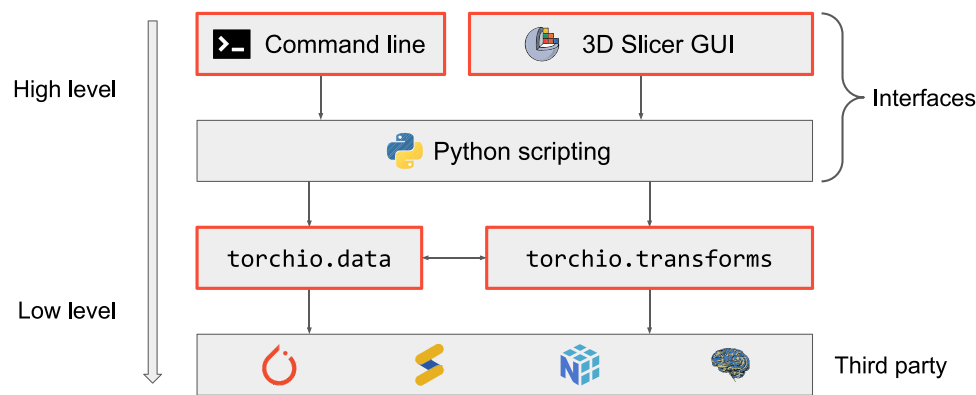 Command line
3D Slicer GUI
High level
Interfaces
Python scripting
torchio.data
torchio.transforms
Low level
N
Third party